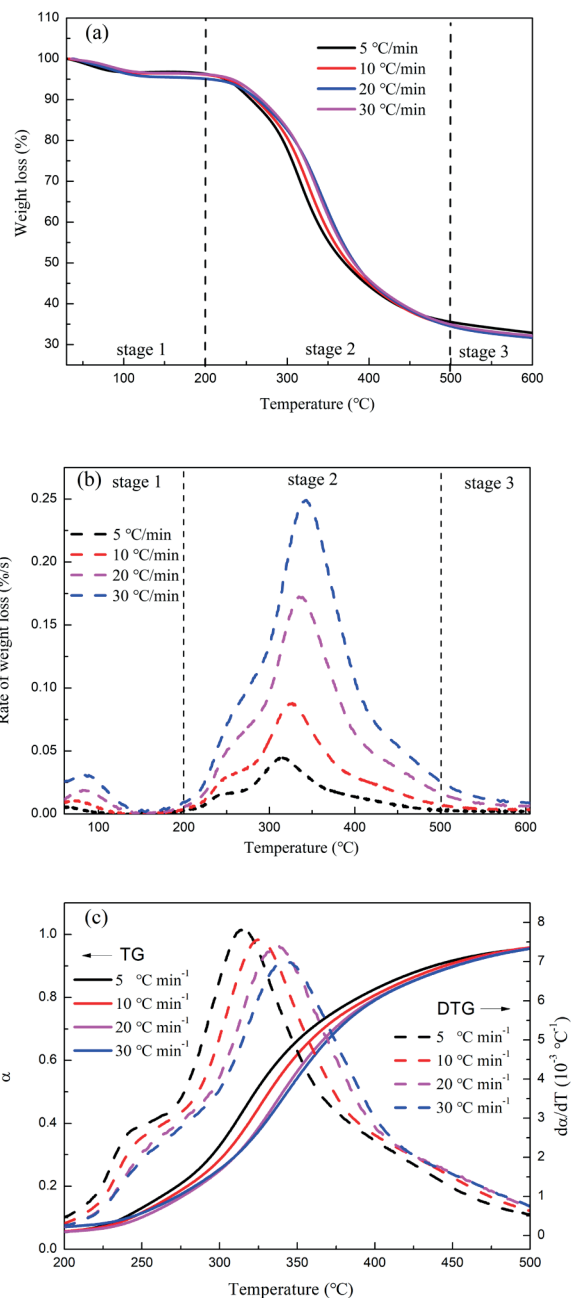 (a)
5 ℃/min
10 ℃/min
20 ℃/min
30 ℃/min
110
100
90
80
70
60
50
40
30
Weight loss (%)
stage 1
stage 2
stage 3
100
200
300
400
500
600
Temperature (℃)
(b)
stage 1
stage 2
stage 3
5 ℃/min
10 ℃/min
20 ℃/min
30 ℃/min
0.25
0.20
0.15
0.10
0.05
0.00
Rate of weight loss (%/s)
100
200
300
400
500
600
Temperature (℃)
(c)
TG
5 ℃ min-1
10 ℃ min-1
20 ℃ min-1
30 ℃ min-1
DTG
5 ℃ min-1
10 ℃ min-1
20 ℃ min-1
30 ℃ min-1
1.0
0.8
0.6
0.4
0.2
0.0
α
8
7
6
5
4
3
2
1
0
dα/dT (10-3 ℃-1)
200
250
300
350
400
450
500
Temperature (℃)